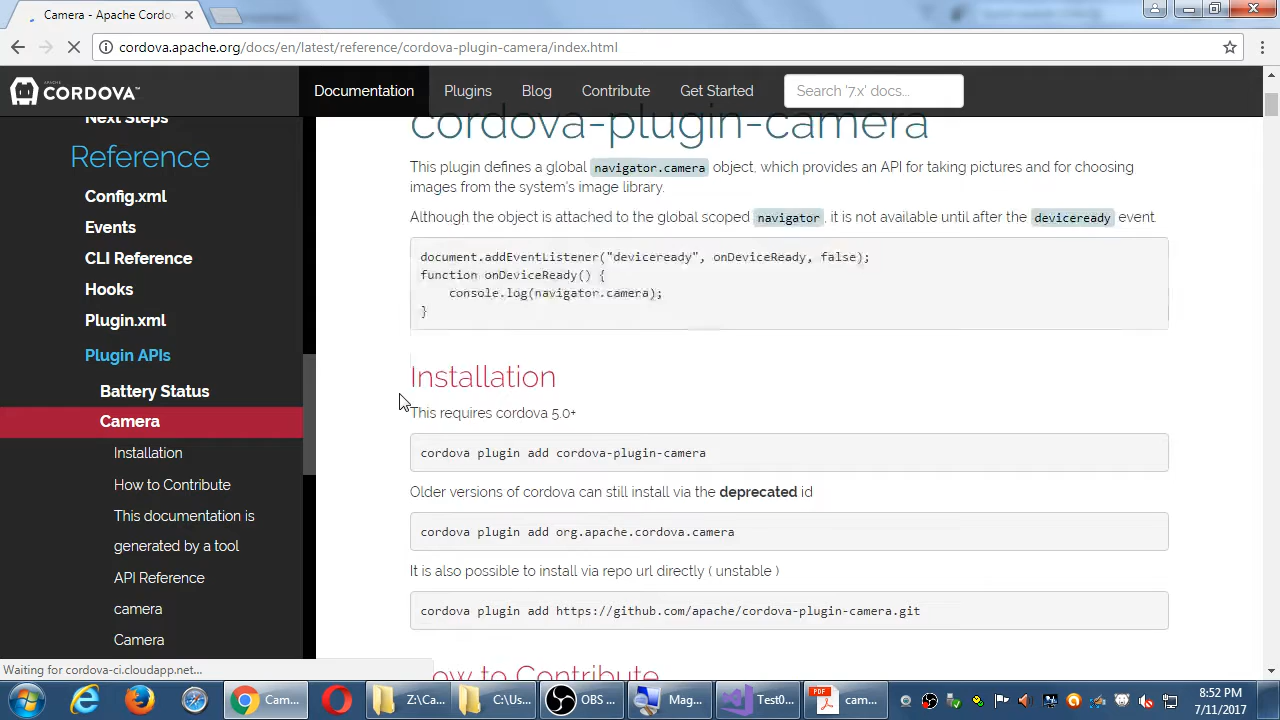 Camera - Apache Cordov
cordova.apache.org/docs/en/latest/reference/cordova-plugin-camera/index.html
APACHE
CORDOVA™
Documentation
Plugins
Blog
Contribute
Get Started
Search '7.x' docs...
Next Steps
Reference
Config.xml
Events
CLI Reference
Hooks
Plugin.xml
Plugin APIs
Battery Status
Camera
Installation
How to Contribute
This documentation is
generated by a tool
API Reference
camera
Camera
cordova-plugin-camera
This plugin defines a global navigator.camera object, which provides an API for taking pictures and for choosing
images from the system's image library.
Although the object is attached to the global scoped navigator, it is not available until after the deviceready event.
document.addEventListener("deviceready", onDeviceReady, false);
function onDeviceReady() {
console.log(navigator.camera);
}
Installation
This requires cordova 5.0+
cordova plugin add cordova-plugin-camera
Older versions of cordova can still install via the deprecated id
cordova plugin add org.apache.cordova.camera
It is also possible to install via repo url directly ( unstable )
cordova plugin add https://github.com/apache/cordova-plugin-camera.git
How to Contribute
Waiting for cordova-ci.cloudapp.net...
Cam...
Z:\Ca...
C:\Us...
OBS ...
Mag...
Test0...
PDF
cam...
8:52 PM
7/11/2017